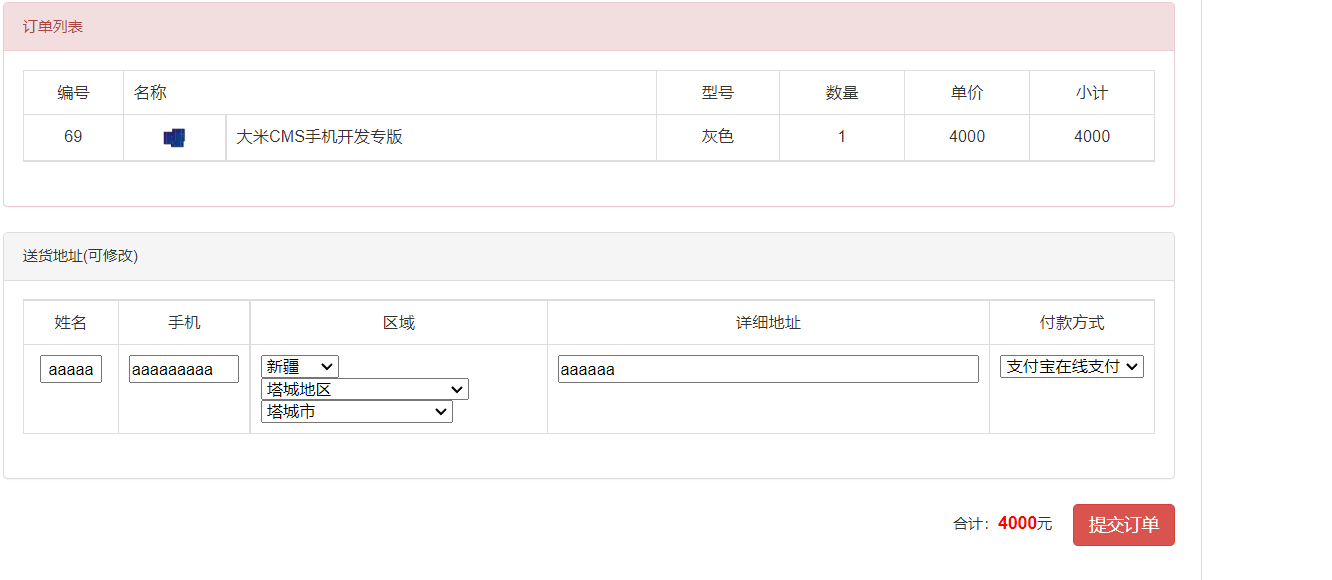 订单列表
编号 名称 型号 数量 单价 小计
69 大米CMS手机开发专版 灰色 1 4000 4000
送货地址(可修改)
姓名 手机 区域 详细地址 付款方式
aaaaa aaaaaaaaa 新疆 aaaaaa 支付宝在线支付
塔城地区
塔城市
合计：4000元 提交订单